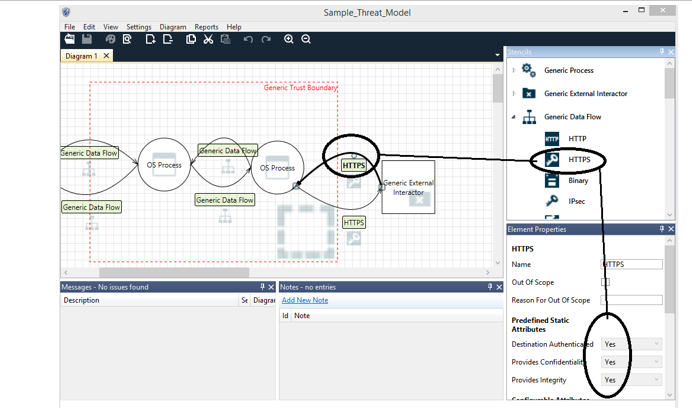 Sample_Threat_Model
File Edit View Settings Diagram Reports Help
Diagram 1
Generic Trust Boundary
Generic Data Flow
OS Process
Generic Data Flow
OS Process
HTTPS
Generic External
Interactor
Generic Data Flow
Generic Data Flow
HTTPS
Stencils
Generic Process
Generic External Interactor
Generic Data Flow
HTTP HTTP
HTTPS
Binary
IPsec
Element Properties
HTTPS
Name HTTPS
Out Of Scope
Reason For Out Of Scope
Predefined Static
Attributes
Destination Authenticated Yes
Provides Confidentiality Yes
Provides Integrity Yes
Configurable Attributes
Messages - No issues found
Description Se Diagram
Notes - no entries
Add New Note
Id Note